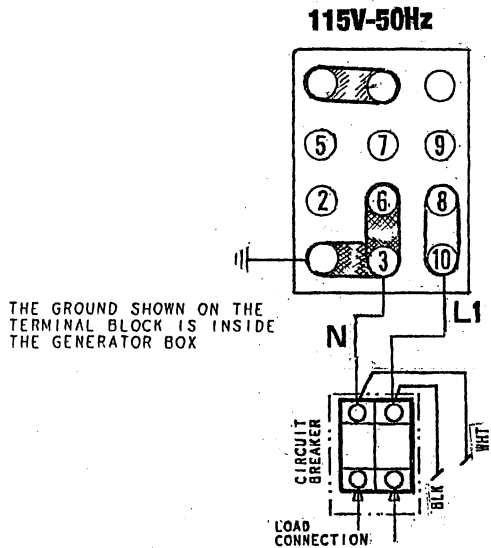 115V-50Hz
5 7 9
2 6 8
3 10
THE GROUND SHOWN ON THE
TERMINAL BLOCK IS INSIDE
THE GENERATOR BOX
N
L1
CIRCUIT
BREAKER
BLK
WHT
LOAD
CONNECTION